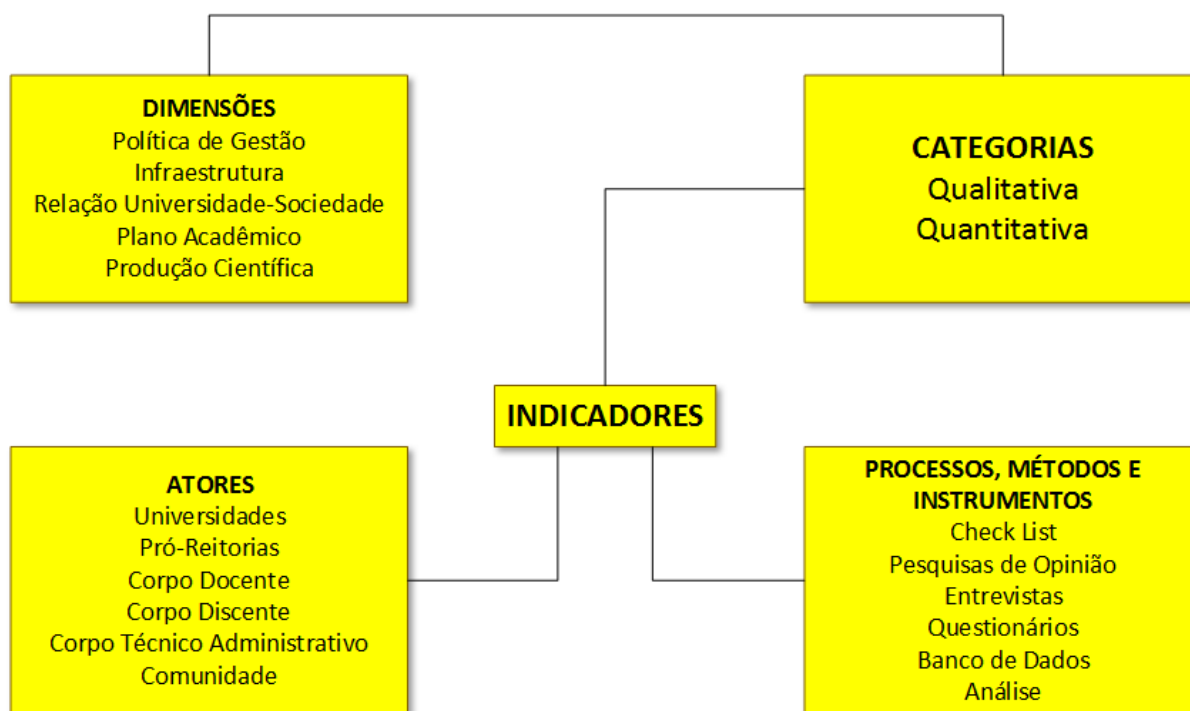 DIMENSÕES
Política de Gestão
Infraestrutura
Relação Universidade-Sociedade
Plano Acadêmico
Produção Científica
CATEGORIAS
Qualitativa
Quantitativa
INDICADORES
ATORES
Universidades
Pró-Reitorias
Corpo Docente
Corpo Discente
Corpo Técnico Administrativo
Comunidade
PROCESSOS, MÉTODOS E
INSTRUMENTOS
Check List
Pesquisas de Opinião
Entrevistas
Questionários
Banco de Dados
Análise